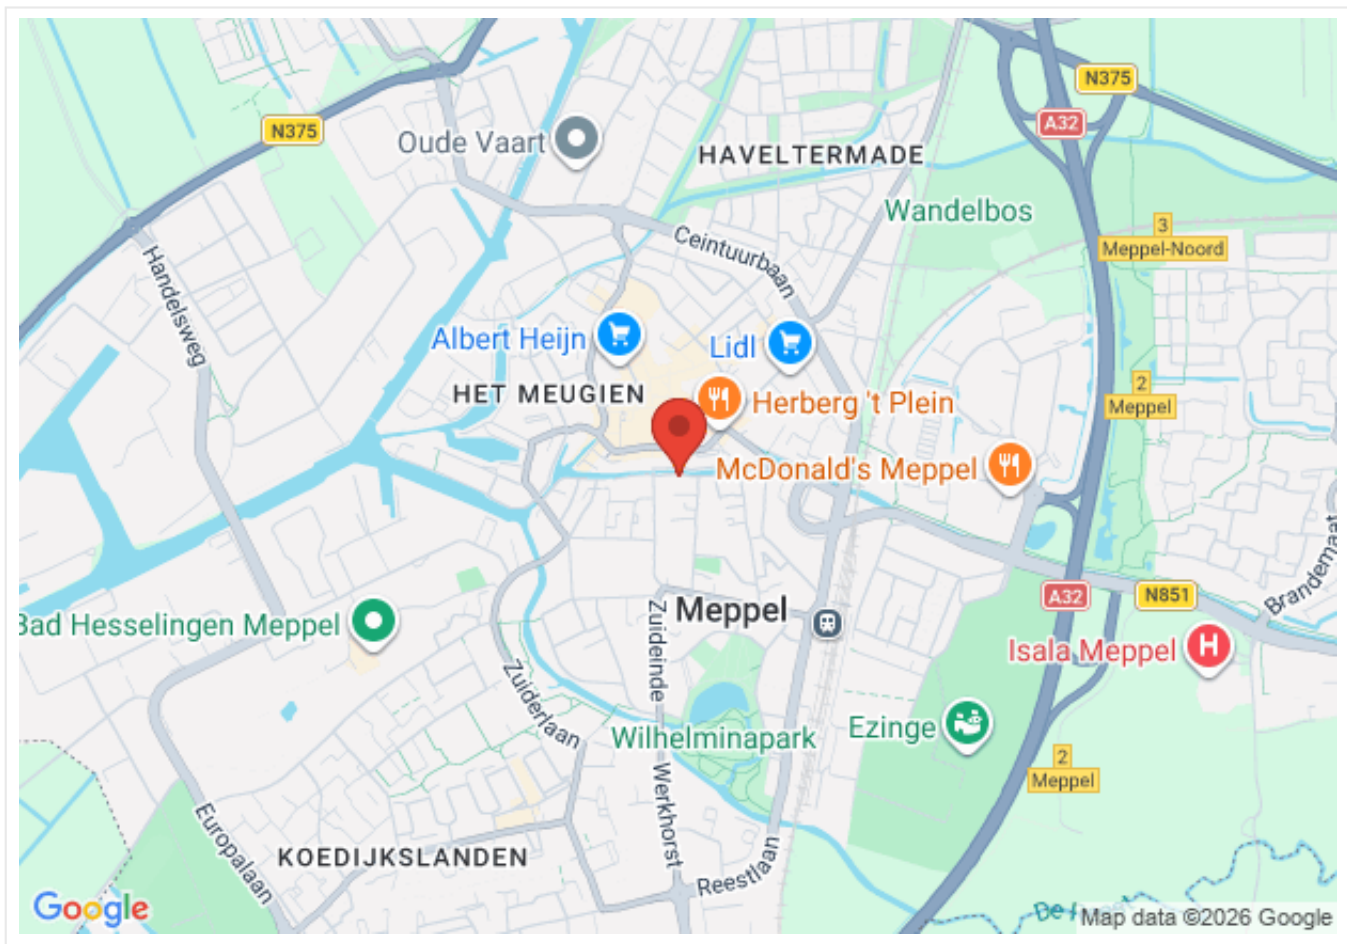 N375
N375
A32
Oude Vaart
HAVELTERMADE
Wandelbos
3
Meppel-Noord
Ceintuurbaan
Handelsweg
Albert Heijn
Lidl
HET MEUGIEN
2
Meppel
Herberg 't Plein
McDonald's Meppel
Brandemaat
A32
N851
Meppel
Zuideinde
Bad Hesselingen Meppel
Isala Meppel
H
Zuiderlaan
Ezinge
Wilhelminapark
2
Meppel
Werkhorst
Europalaan
KOEDIJKSLANDEN
Reestlaan
Google
De
Map data ©2026 Google